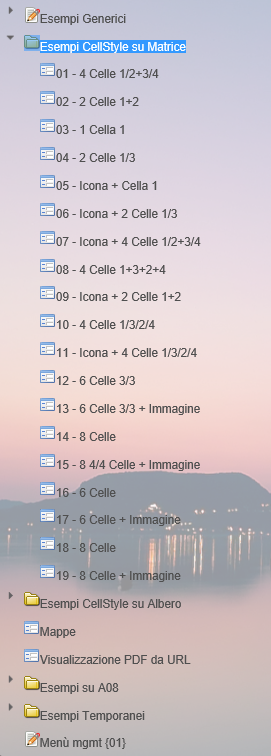 Esempi Generici
Esempi CellStyle su Matrice
01 - 4 Celle 1/2+3/4
02 - 2 Celle 1+2
03 - 1 Cella 1
04 - 2 Celle 1/3
05 - Icona + Cella 1
06 - Icona + 2 Celle 1/3
07 - Icona + 4 Celle 1/2+3/4
08 - 4 Celle 1+3+2+4
09 - Icona + 2 Celle 1+2
10 - 4 Celle 1/3/2/4
11 - Icona + 4 Celle 1/3/2/4
12 - 6 Celle 3/3
13 - 6 Celle 3/3 + Immagine
14 - 8 Celle
15 - 8 4/4 Celle + Immagine
16 - 6 Celle
17 - 6 Celle + Immagine
18 - 8 Celle
19 - 8 Celle + Immagine
Esempi CellStyle su Albero
Mappe
Visualizzazione PDF da URL
Esempi su A08
Esempi Temporanei
Menù mgmt {01}